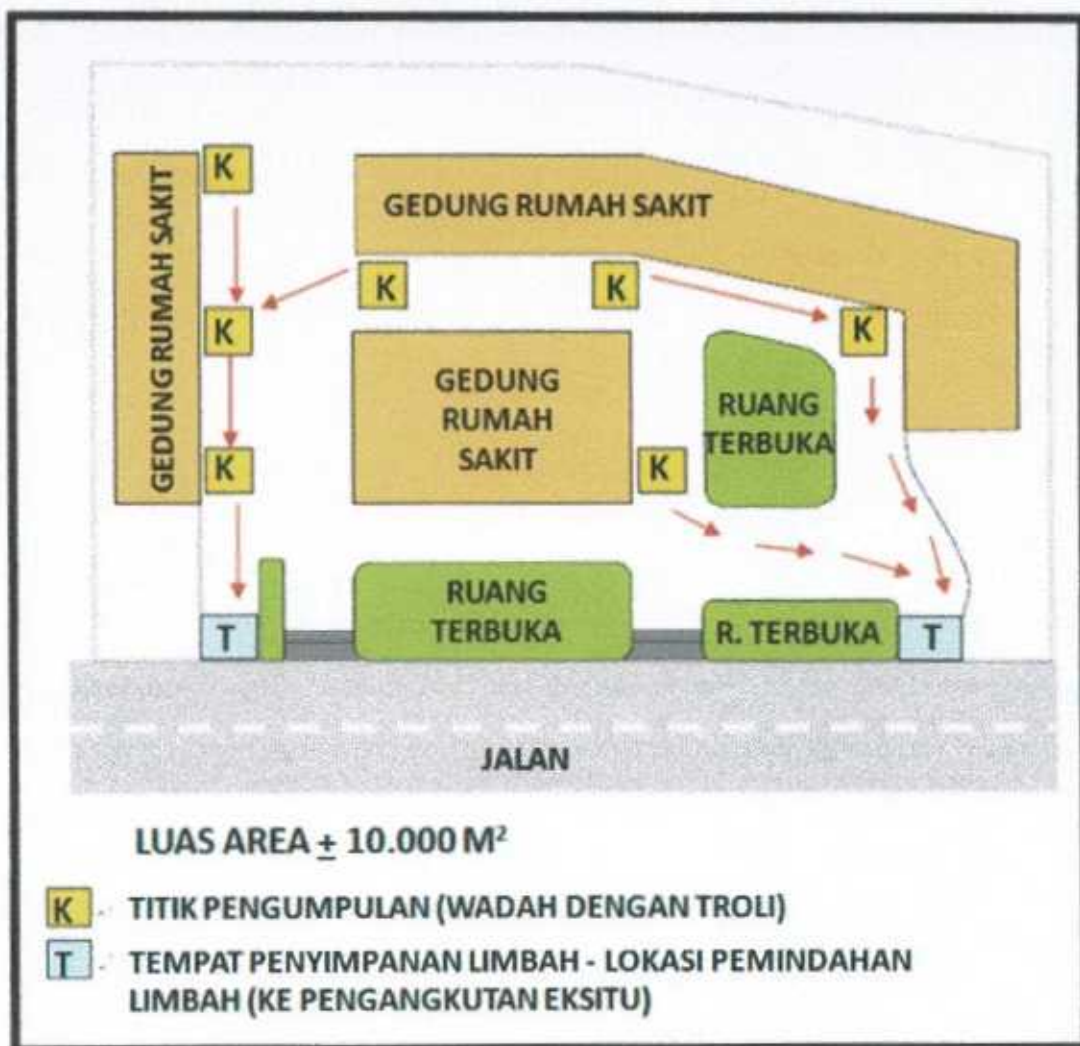 GEDUNG RUMAH SAKIT
K
GEDUNG RUMAH SAKIT
K
K
K
K
K
GEDUNG
RUMAH
SAKIT
RUANG
TERBUKA
K
K
RUANG
TERBUKA
R. TERBUKA
T
T
JALAN
LUAS AREA ± 10.000 M²
K TITIK PENGUMPULAN (WADAH DENGAN TROLI)
T TEMPAT PENYIMPANAN LIMBAH - LOKASI PEMINDAHAN
LIMBAH (KE PENGANGKUTAN EKSITU)